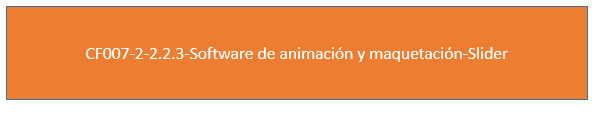 CF007-2-2.2.3-Software de animación y maquetación-Slider